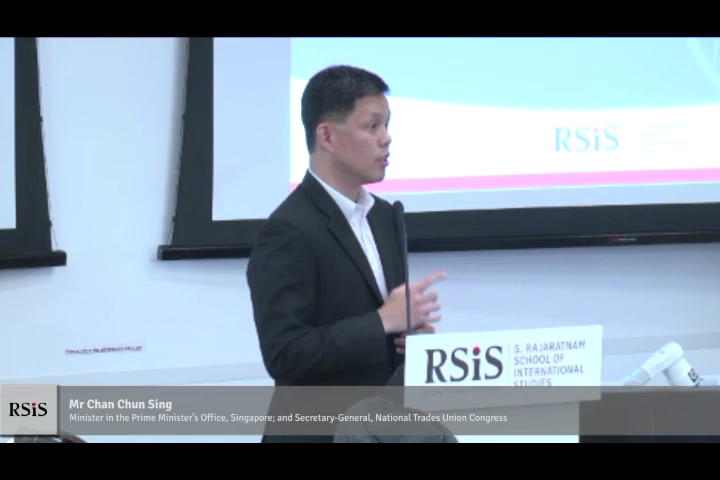 RSiS
RSiS
S. RAJARATNAM
SCHOOL OF
INTERNATIONAL
STUDIES
RSiS
Mr Chan Chun Sing
Minister in the Prime Minister's Office, Singapore; and Secretary-General, National Trades Union Congress